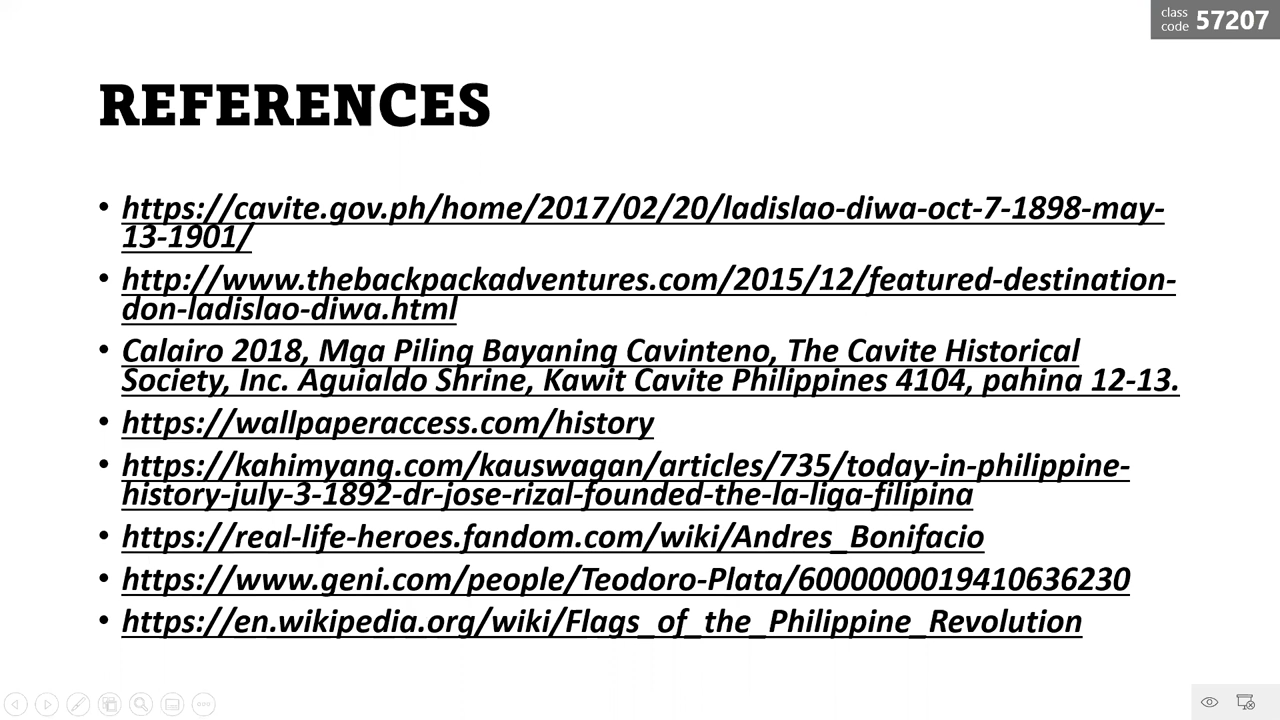 class
code 57207
REFERENCES
• https://cavite.gov.ph/home/2017/02/20/ladislao-diwa-oct-7-1898-may-
13-1901/
• http://www.thebackpackadventures.com/2015/12/featured-destination-
don-ladislao-diwa.html
• Calairo 2018, Mga Piling Bayaning Cavinteno, The Cavite Historical
Society, Inc. Aguialdo Shrine, Kawit Cavite Philippines 4104, pahina 12-13.
• https://wallpaperaccess.com/history
• https://kahimyang.com/kauswagan/articles/735/today-in-philippine-
history-july-3-1892-dr-jose-rizal-founded-the-la-liga-filipina
• https://real-life-heroes.fandom.com/wiki/Andres_Bonifacio
• https://www.geni.com/people/Teodoro-Plata/6000000019410636230
• https://en.wikipedia.org/wiki/Flags_of_the_Philippine_Revolution